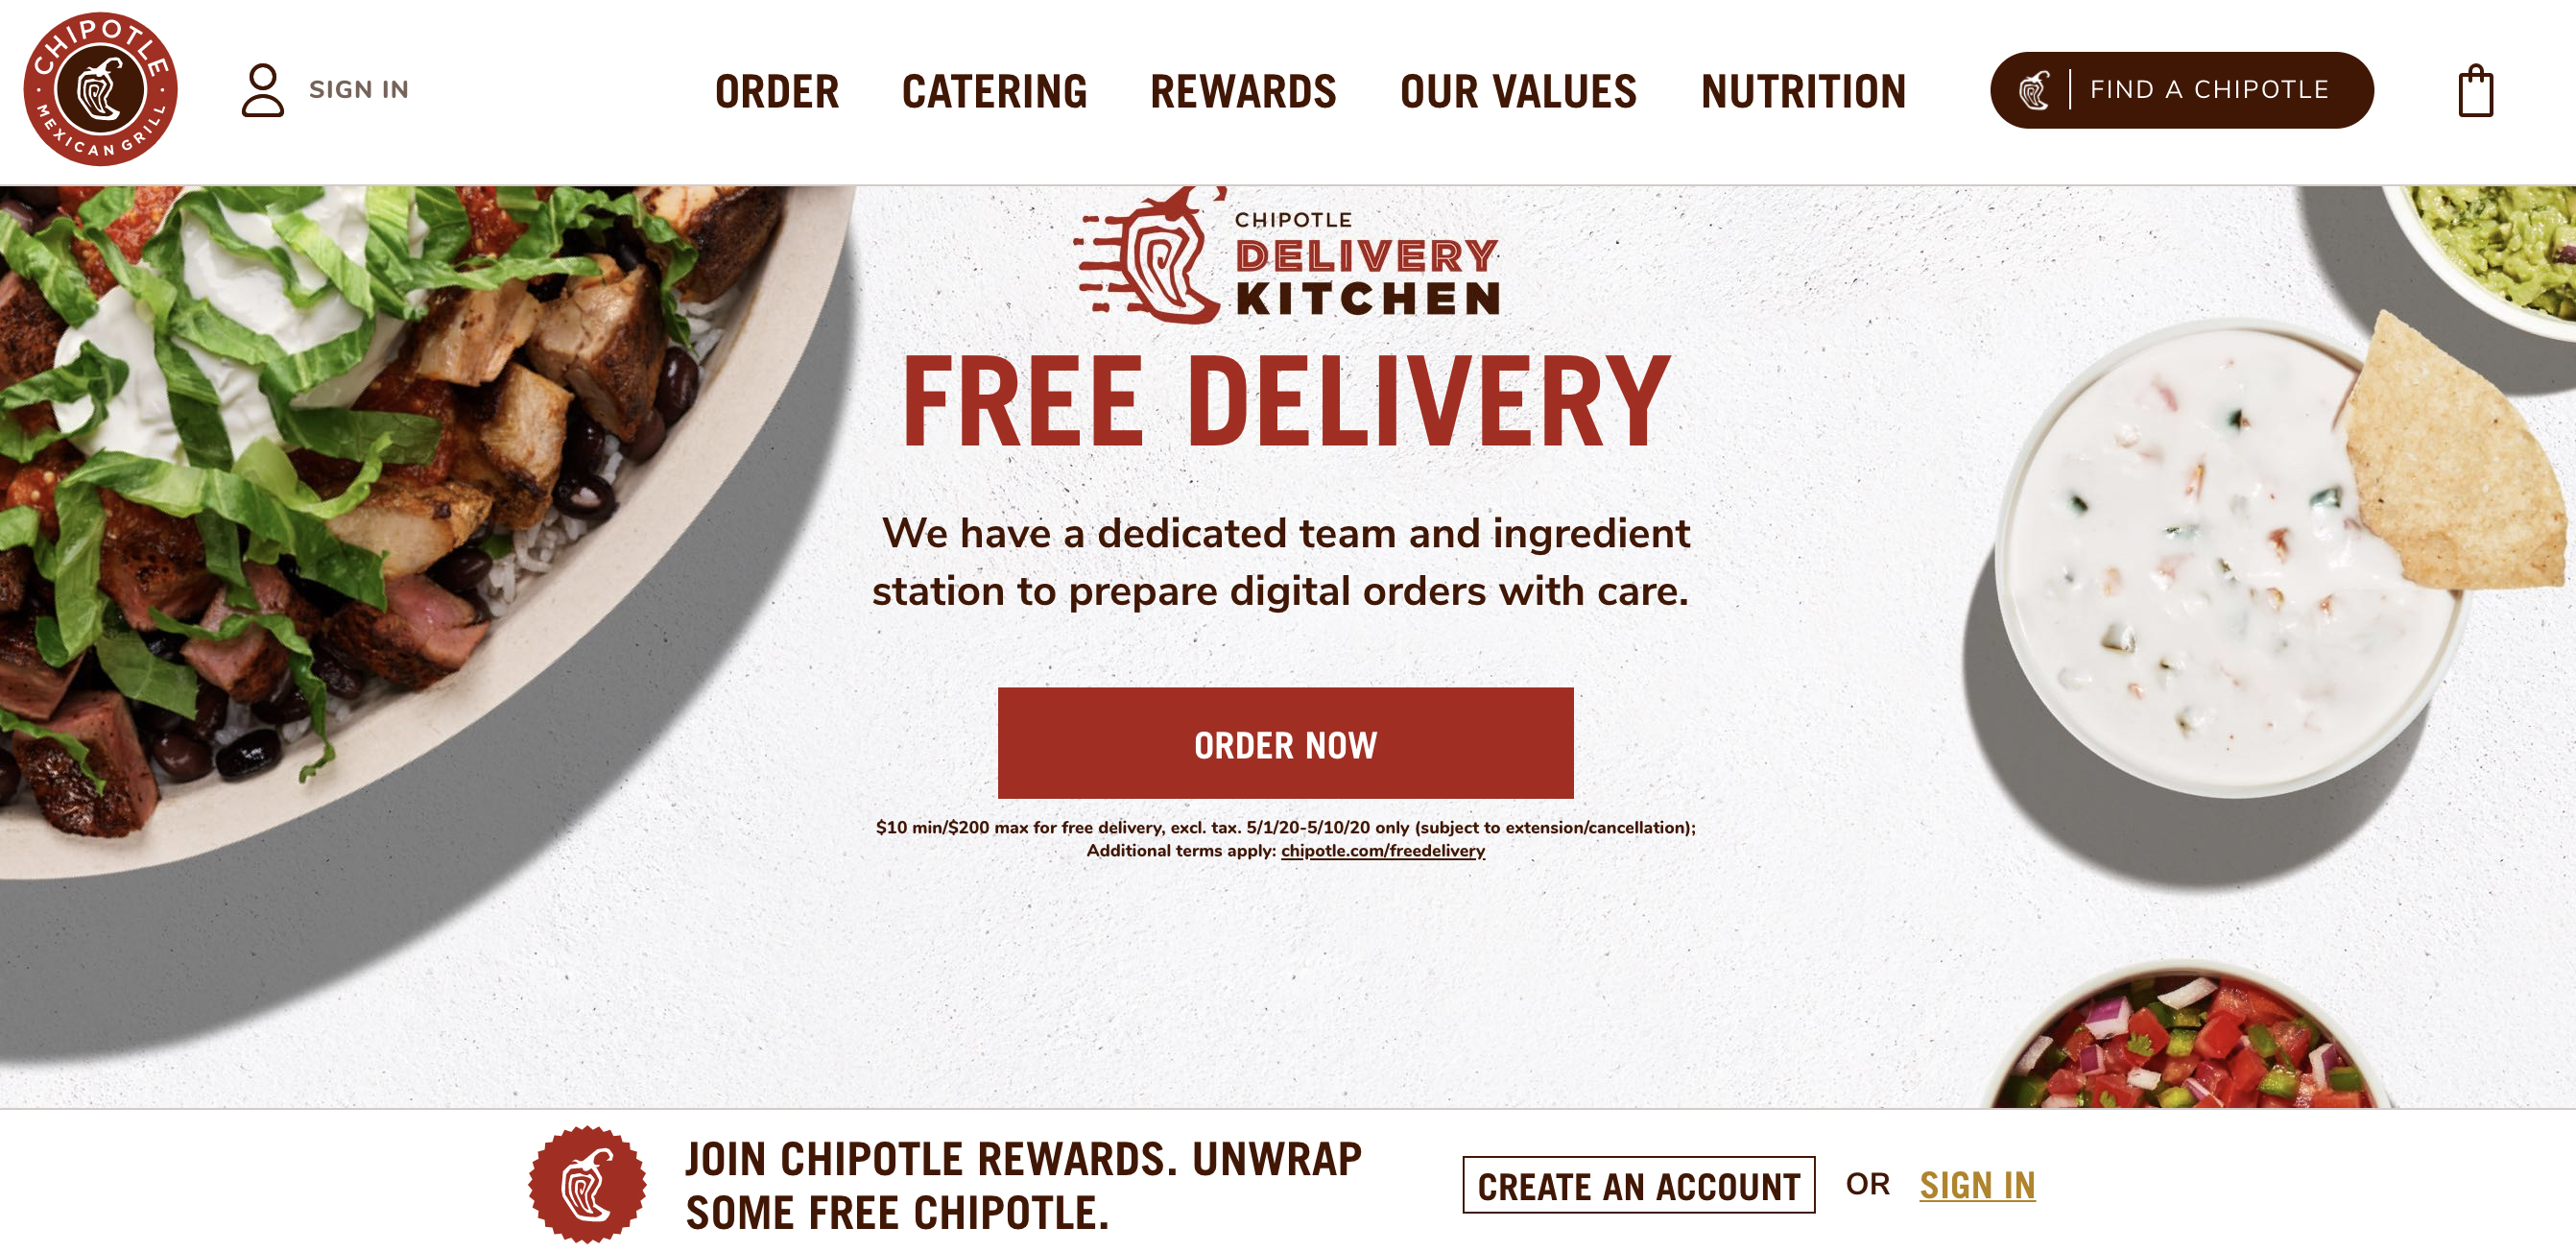 CHIPOTLE
MEXICAN GRILL
SIGN IN
ORDER
CATERING
REWARDS
OUR VALUES
NUTRITION
FIND A CHIPOTLE
CHIPOTLE
DELIVERY
KITCHEN
FREE DELIVERY
We have a dedicated team and ingredient
station to prepare digital orders with care.
ORDER NOW
$10 min/$200 max for free delivery, excl. tax. 5/1/20-5/10/20 only (subject to extension/cancellation);
Additional terms apply: chipotle.com/freedelivery
JOIN CHIPOTLE REWARDS. UNWRAP
SOME FREE CHIPOTLE.
CREATE AN ACCOUNT
OR
SIGN IN